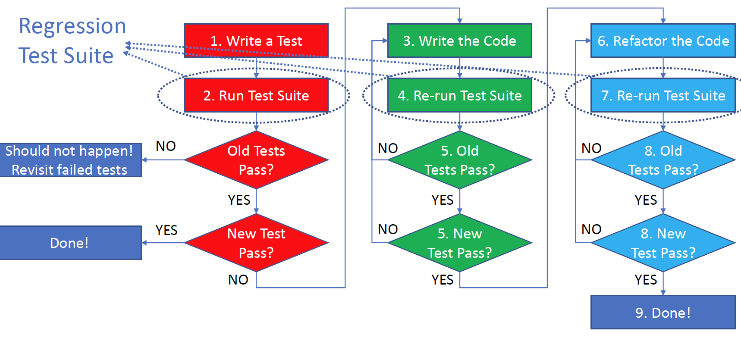 Regression
Test Suite
1. Write a Test
2. Run Test Suite
Old Tests
Pass?
NO
Should not happen!
Revisit failed tests
YES
New Test
Pass?
YES
Done!
NO
3. Write the Code
4. Re-run Test Suite
5. Old
Tests Pass?
NO
YES
5. New
Test Pass?
NO
YES
6. Refactor the Code
7. Re-run Test Suite
8. Old
Tests Pass?
NO
YES
8. New
Test Pass?
NO
YES
9. Done!